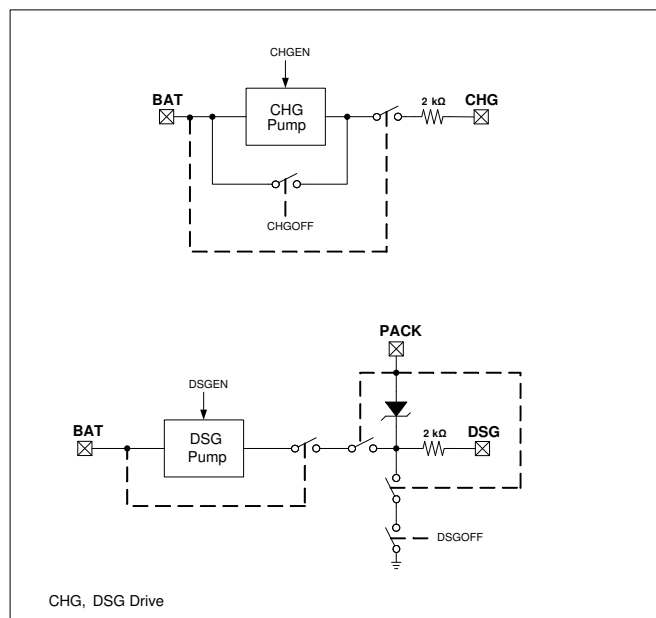 CHGEN
BAT
CHG
Pump
2 kΩ
CHG
CHGOFF
PACK
DSGEN
BAT
DSG
Pump
2 kΩ
DSG
DSGOFF
CHG, DSG Drive